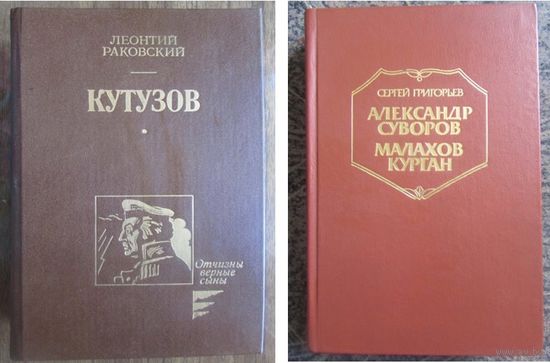 ЛЕОНТИЙ
РАКОВСКИЙ
КУТУЗОВ
Отчизны
верные
сыны
СЕРГЕЙ ГРИГОРЬЕВ
АЛЕКСАНДР
СУВОРОВ
МАЛАХОВ
КУРГАН